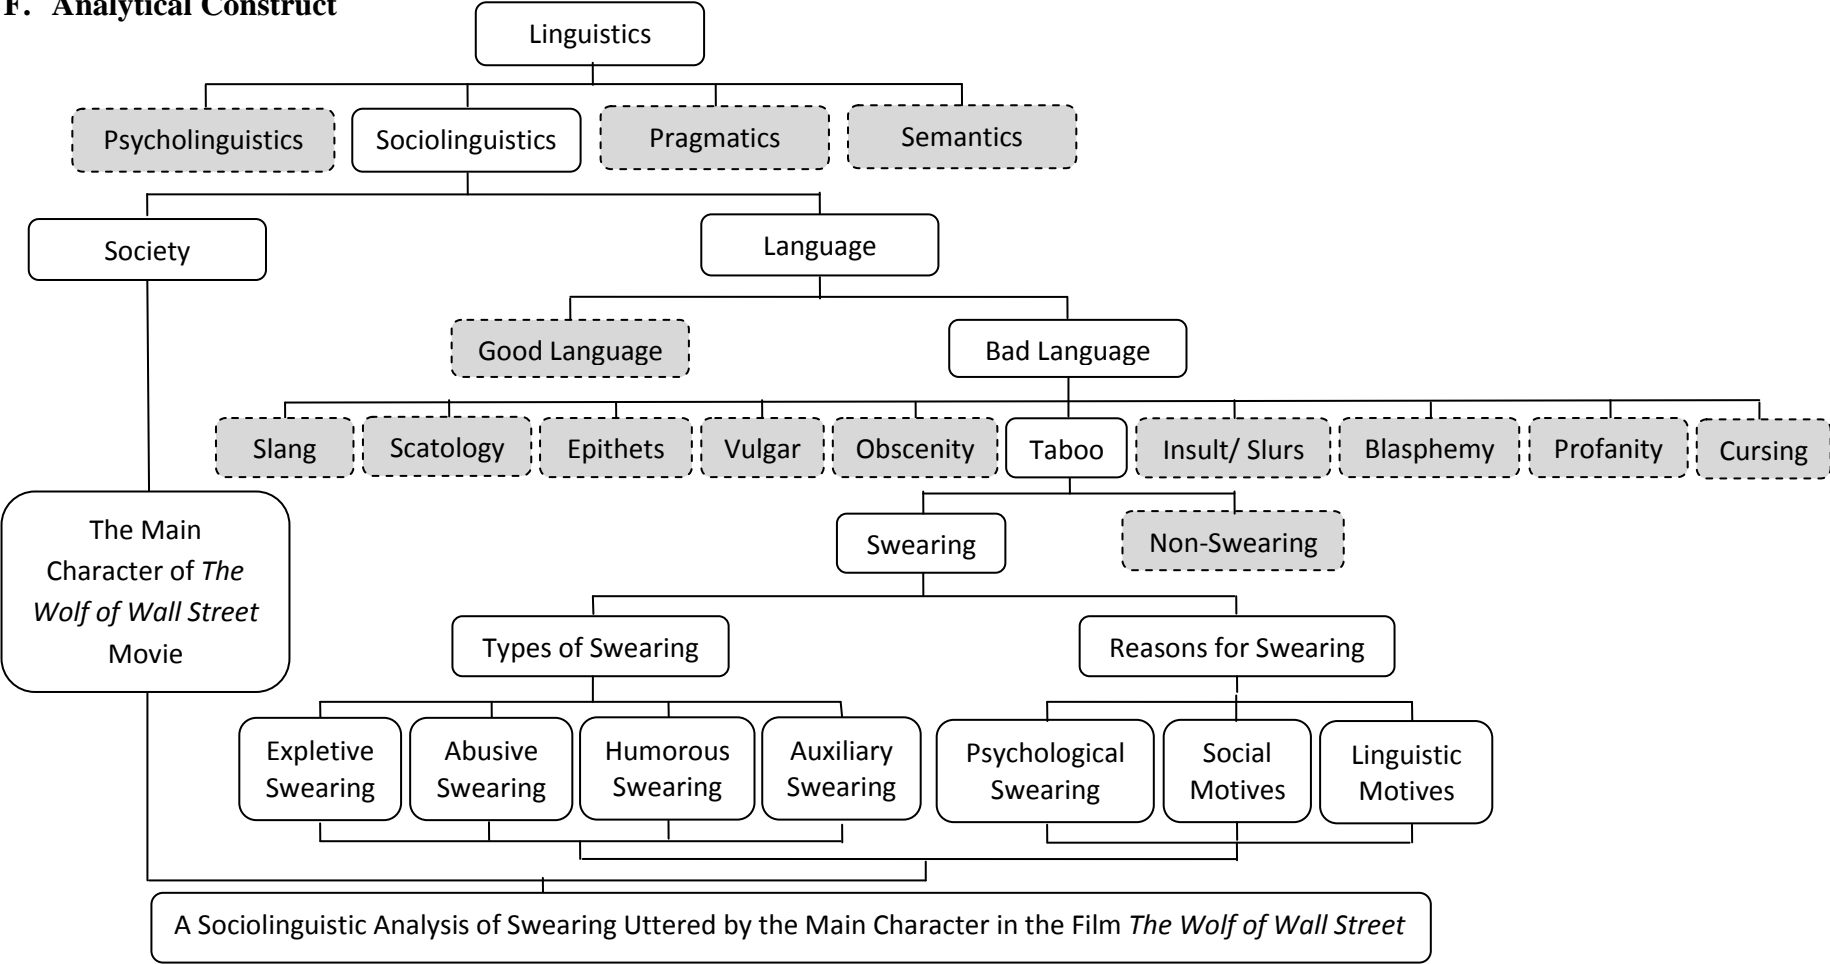 F. Analytical Construct
Linguistics
Psycholinguistics
Sociolinguistics
Pragmatics
Semantics
Society
Language
Good Language
Bad Language
Slang
Scatology
Epithets
Vulgar
Obscenity
Taboo
Insult/ Slurs
Blasphemy
Profanity
Cursing
The Main
Character of The
Wolf of Wall Street
Movie
Swearing
Non-Swearing
Types of Swearing
Reasons for Swearing
Expletive
Swearing
Abusive
Swearing
Humorous
Swearing
Auxiliary
Swearing
Psychological
Swearing
Social
Motives
Linguistic
Motives
A Sociolinguistic Analysis of Swearing Uttered by the Main Character in the Film The Wolf of Wall Street